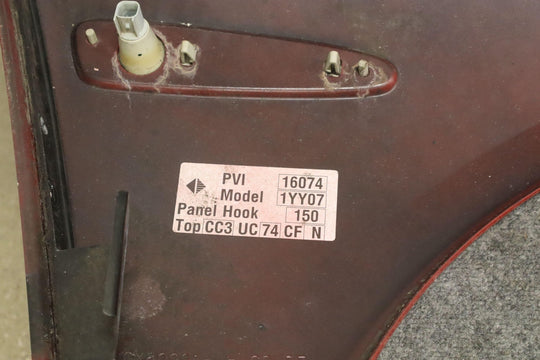 PVI 16074
Model 1YY07
Panel Hook 150
Top CC3 UC 74 CF N